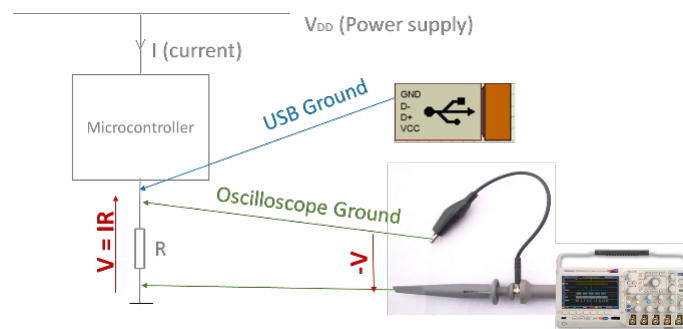 VDD (Power supply)
I (current)
Microcontroller
USB Ground
GND
D-
D+
VCC
Oscilloscope Ground
V = IR
R
-V